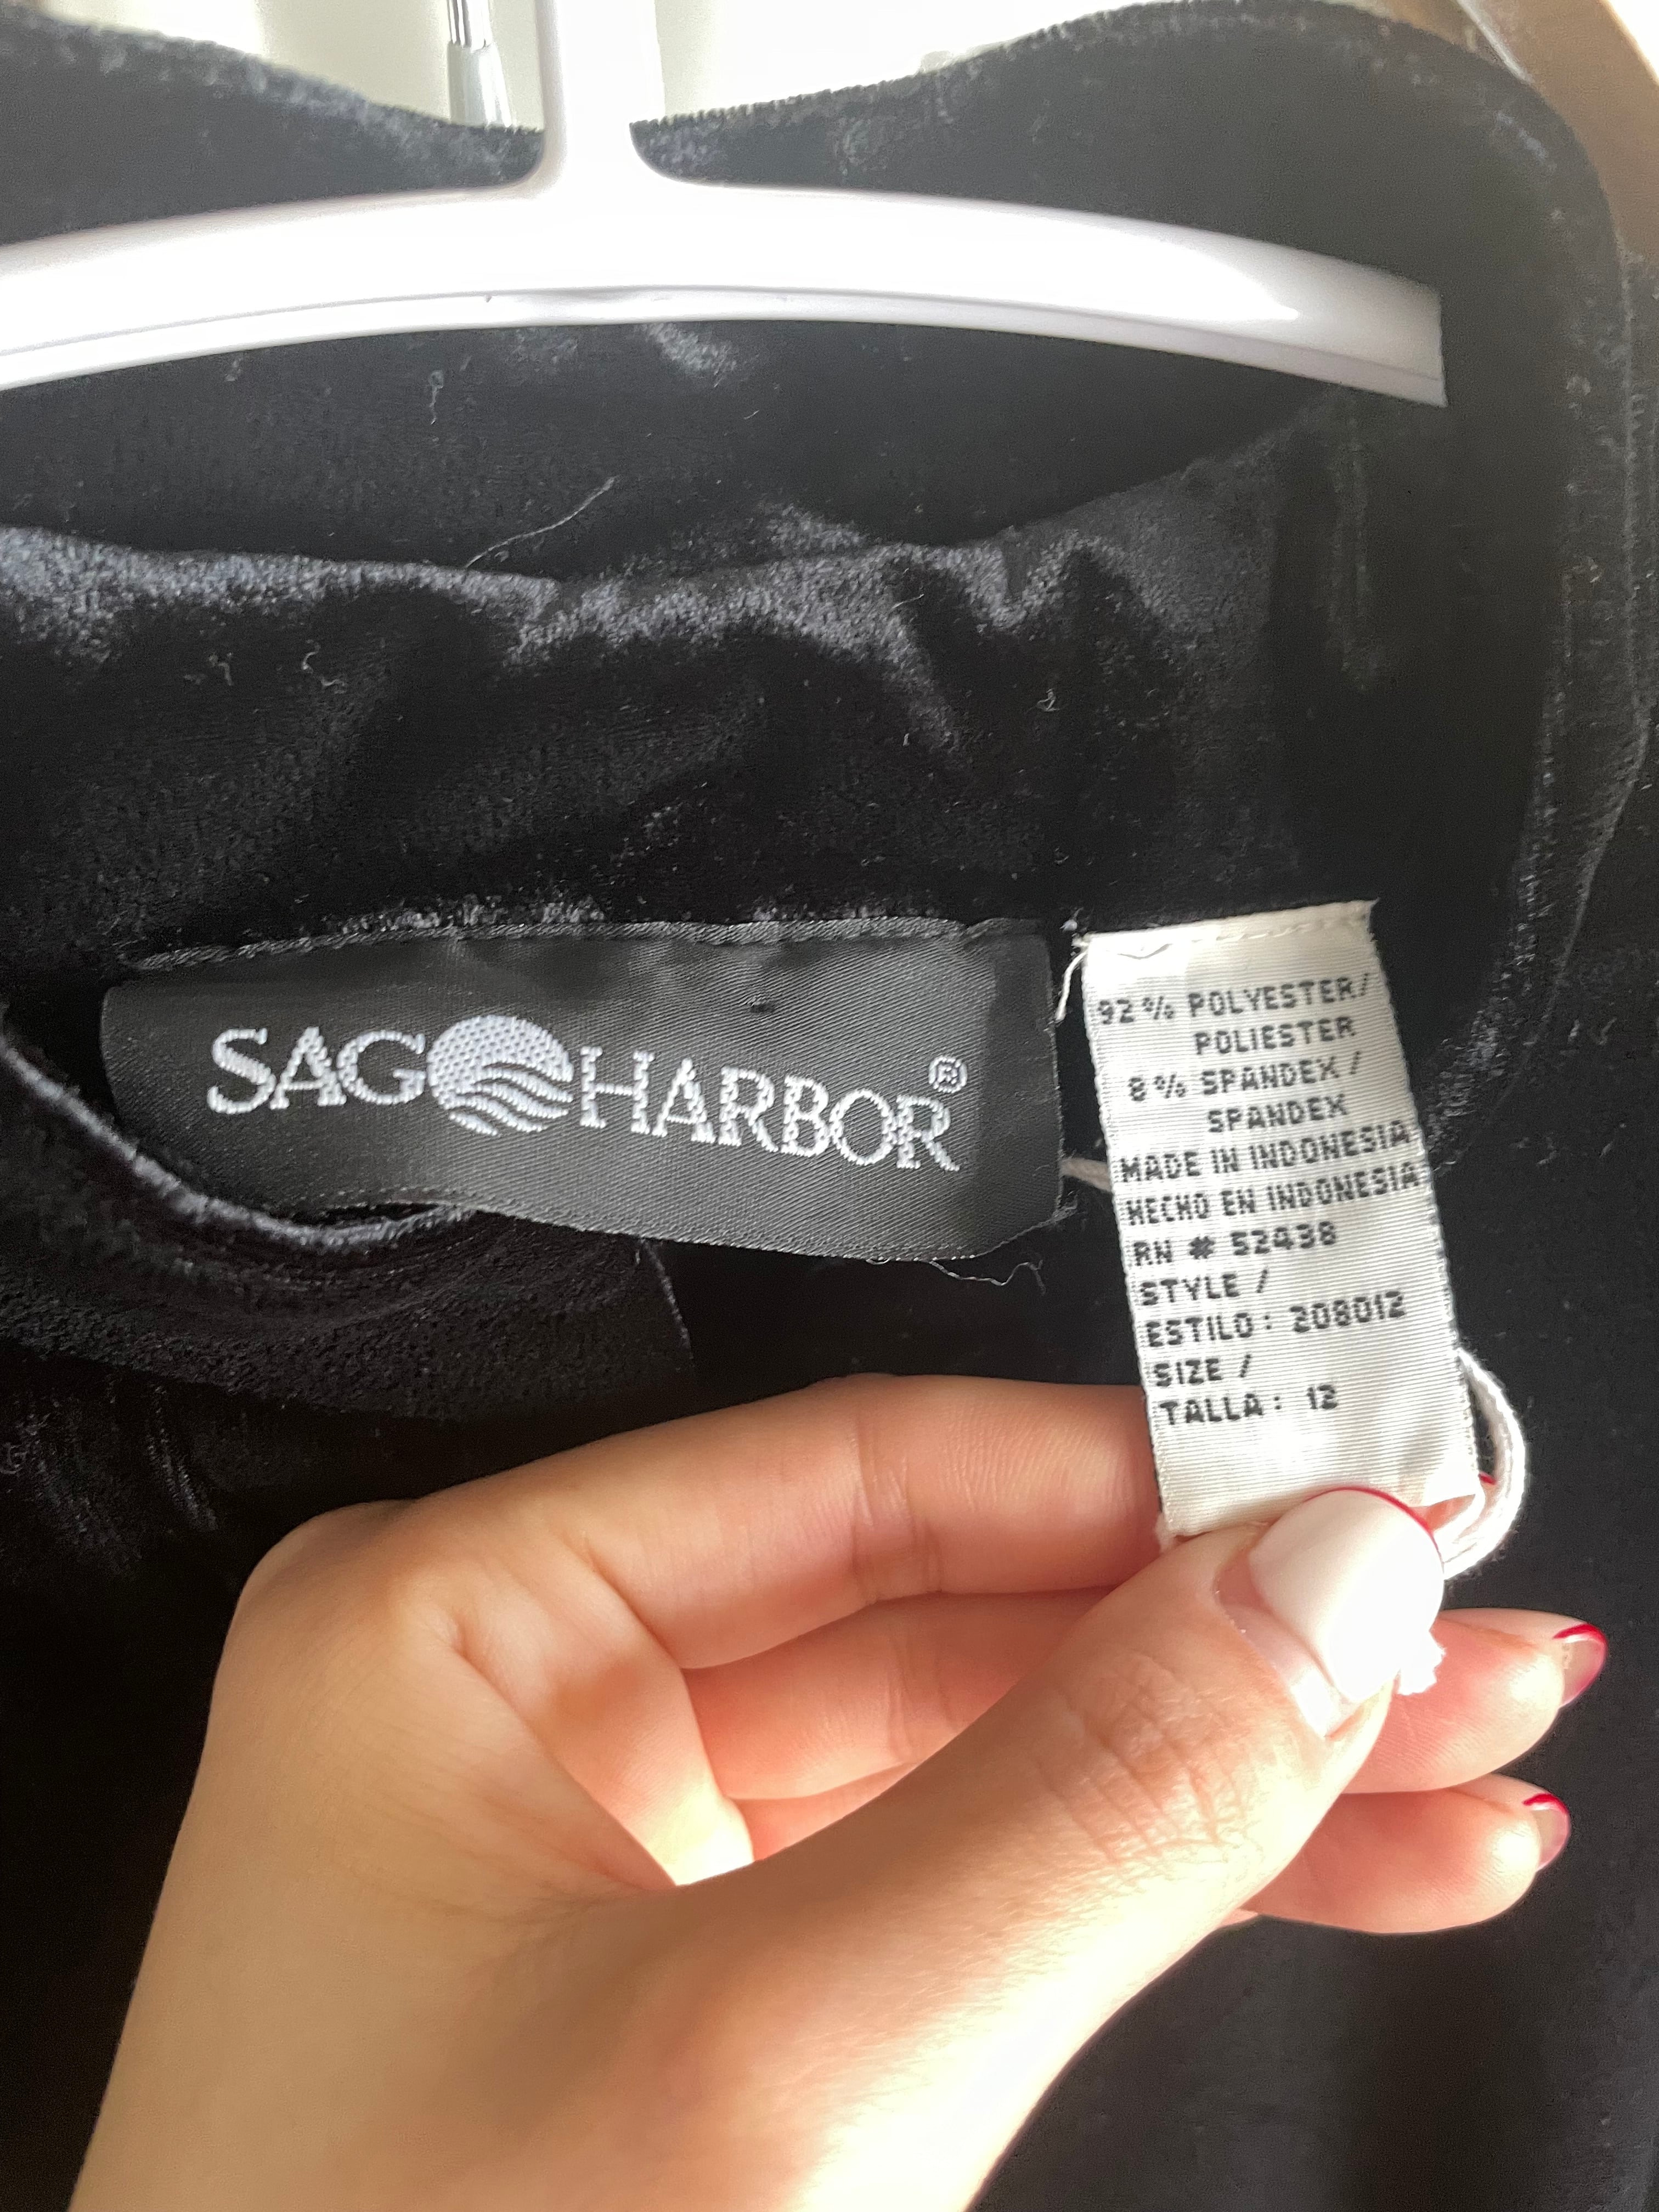 SAG HARBOR®
92% POLYESTER/
POLIESTER
8% SPANDEX /
SPANDEX
MADE IN INDONESIA
HECHO EN INDONESIA
RN # 52438
STYLE /
ESTILO: 208012
SIZE /
TALLA: 12